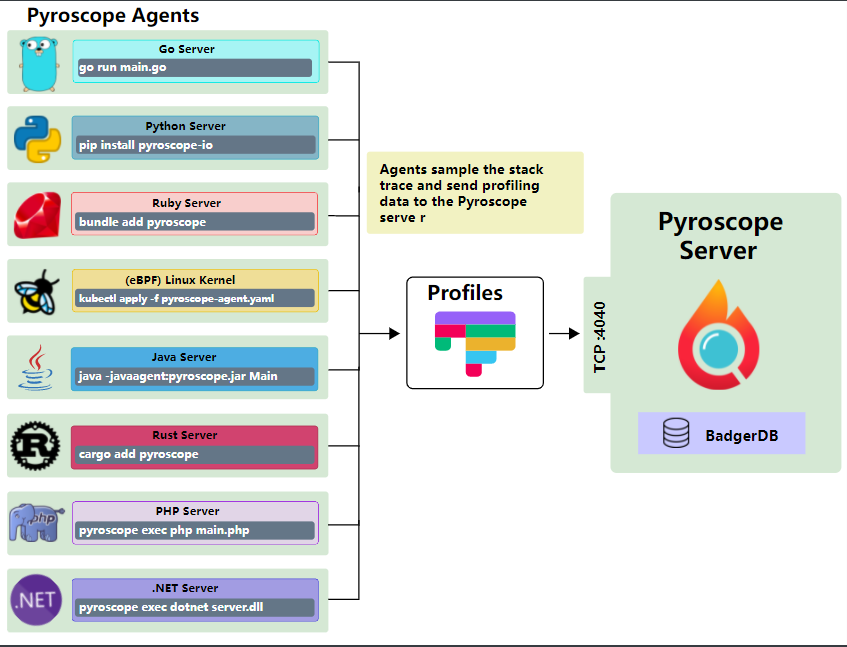 Pyroscope Agents
Go Server
go run main.go
Python Server
pip install pyroscope-io
Ruby Server
bundle add pyroscope
(eBPF) Linux Kernel
kubectl apply -f pyroscope-agent.yaml
Java Server
java -javaagent:pyroscope.jar Main
R
Rust Server
cargo add pyroscope
php
PHP Server
pyroscope exec php main.php
.NET
.NET Server
pyroscope exec dotnet server.dll
Agents sample the stack
trace and send profiling
data to the Pyroscope
serve r
Profiles
TCP :4040
Pyroscope
Server
BadgerDB